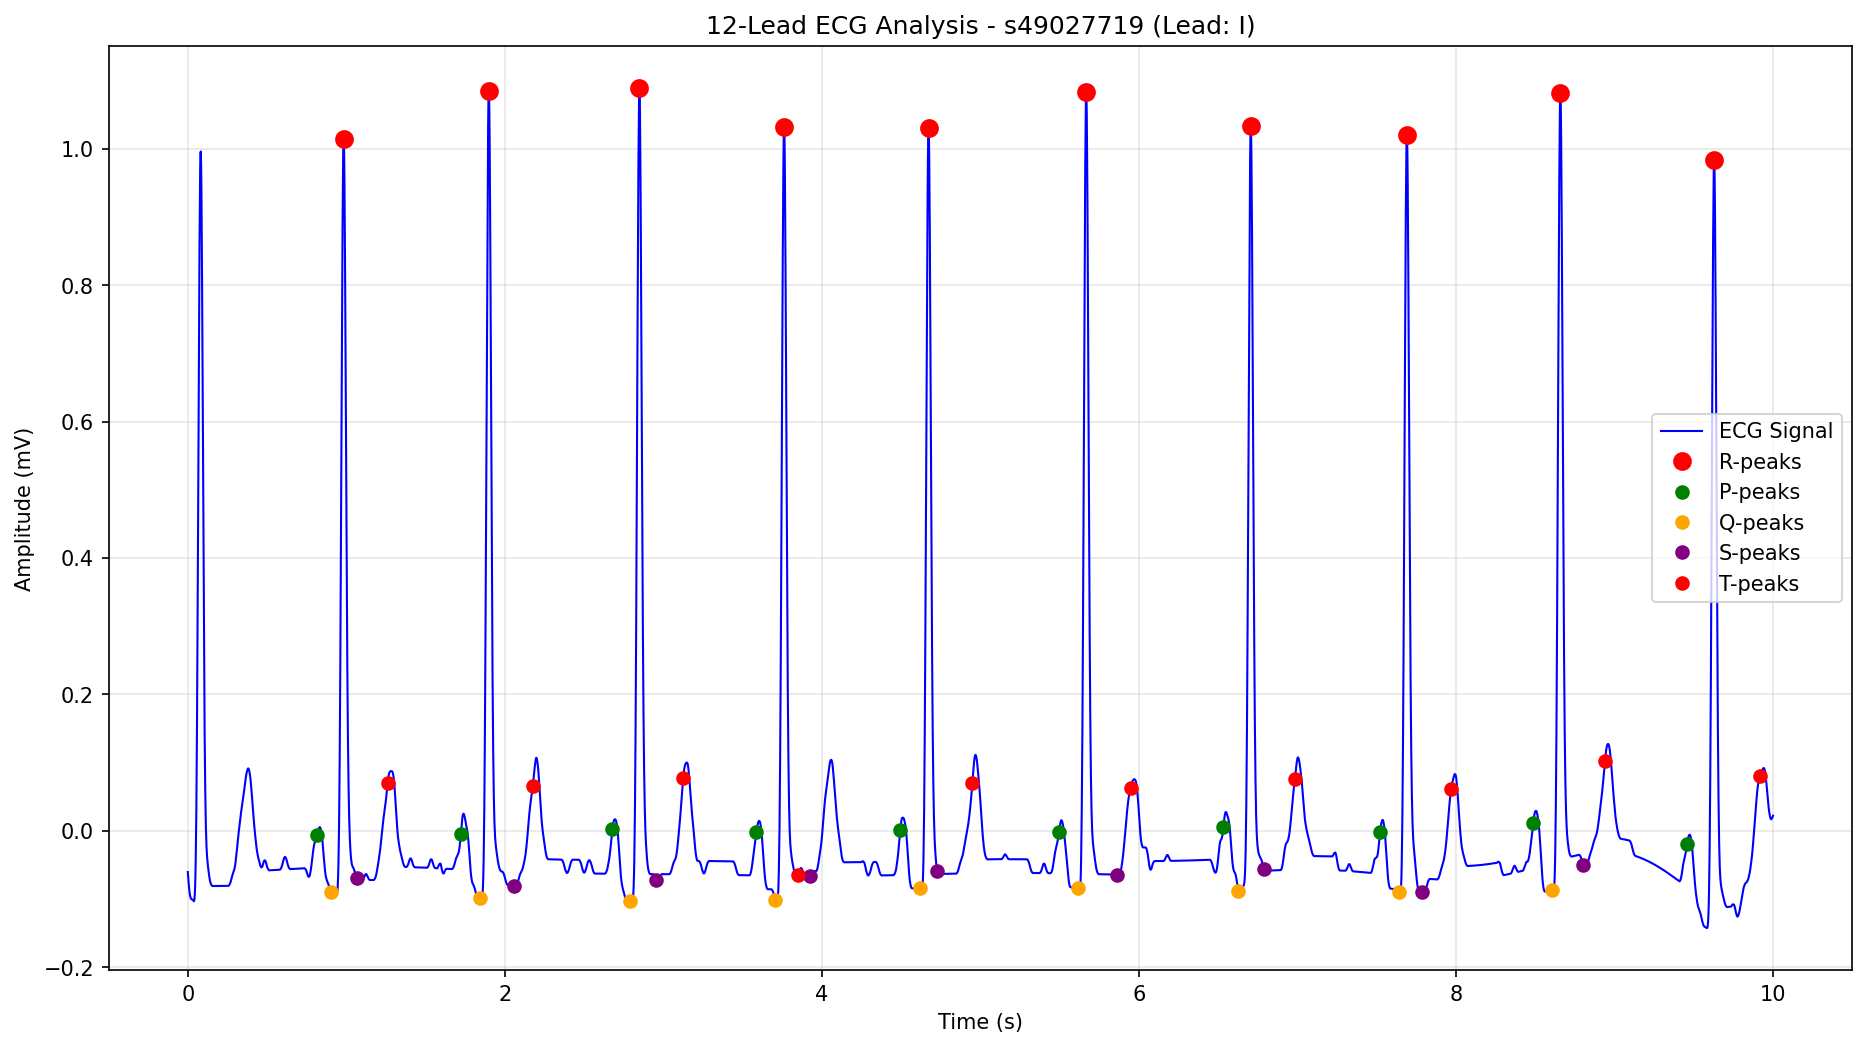 12-Lead ECG Analysis - s49027719 (Lead: I)
Amplitude (mV)
1.0
0.8
0.6
0.4
0.2
0.0
−0.2
ECG Signal
R-peaks
P-peaks
Q-peaks
S-peaks
T-peaks
0 2 4 6 8 10
Time (s)